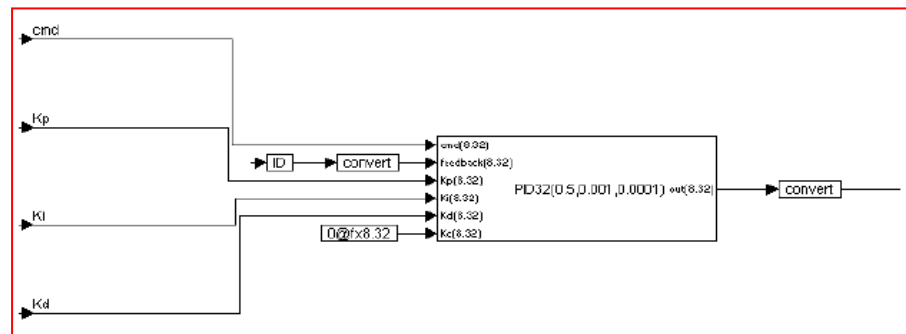 cmd
Kp
Ki
Kd
ID
convert
0@fx8.32
cmd(8.32)
feedback(8.32)
Kp(8.32)
Ki(8.32)
Kd(8.32)
Kc(8.32)
PID32(0.5,0.001,0.0001)
out(8.32)
convert